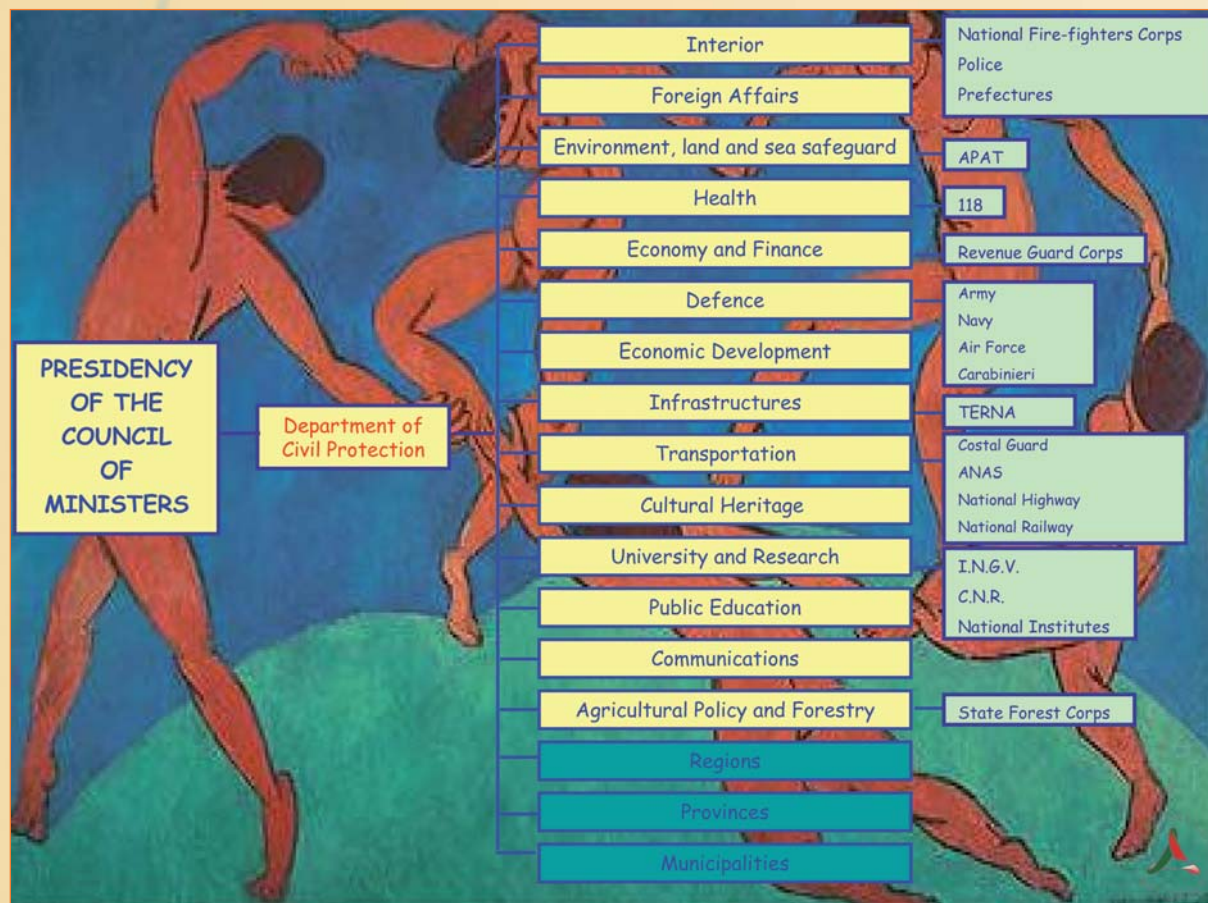 PRESIDENCY
OF THE
COUNCIL
OF
MINISTERS
Department of
Civil Protection
Interior
Foreign Affairs
Environment, land and sea safeguard
Health
Economy and Finance
Defence
Economic Development
Infrastructures
Transportation
Cultural Heritage
University and Research
Public Education
Communications
Agricultural Policy and Forestry
Regions
Provinces
Municipalities
National Fire-fighters Corps
Police
Prefectures
APAT
118
Revenue Guard Corps
Army
Navy
Air Force
Carabinieri
TERNA
Costal Guard
ANAS
National Highway
National Railway
I.N.G.V.
C.N.R.
National Institutes
State Forest Corps